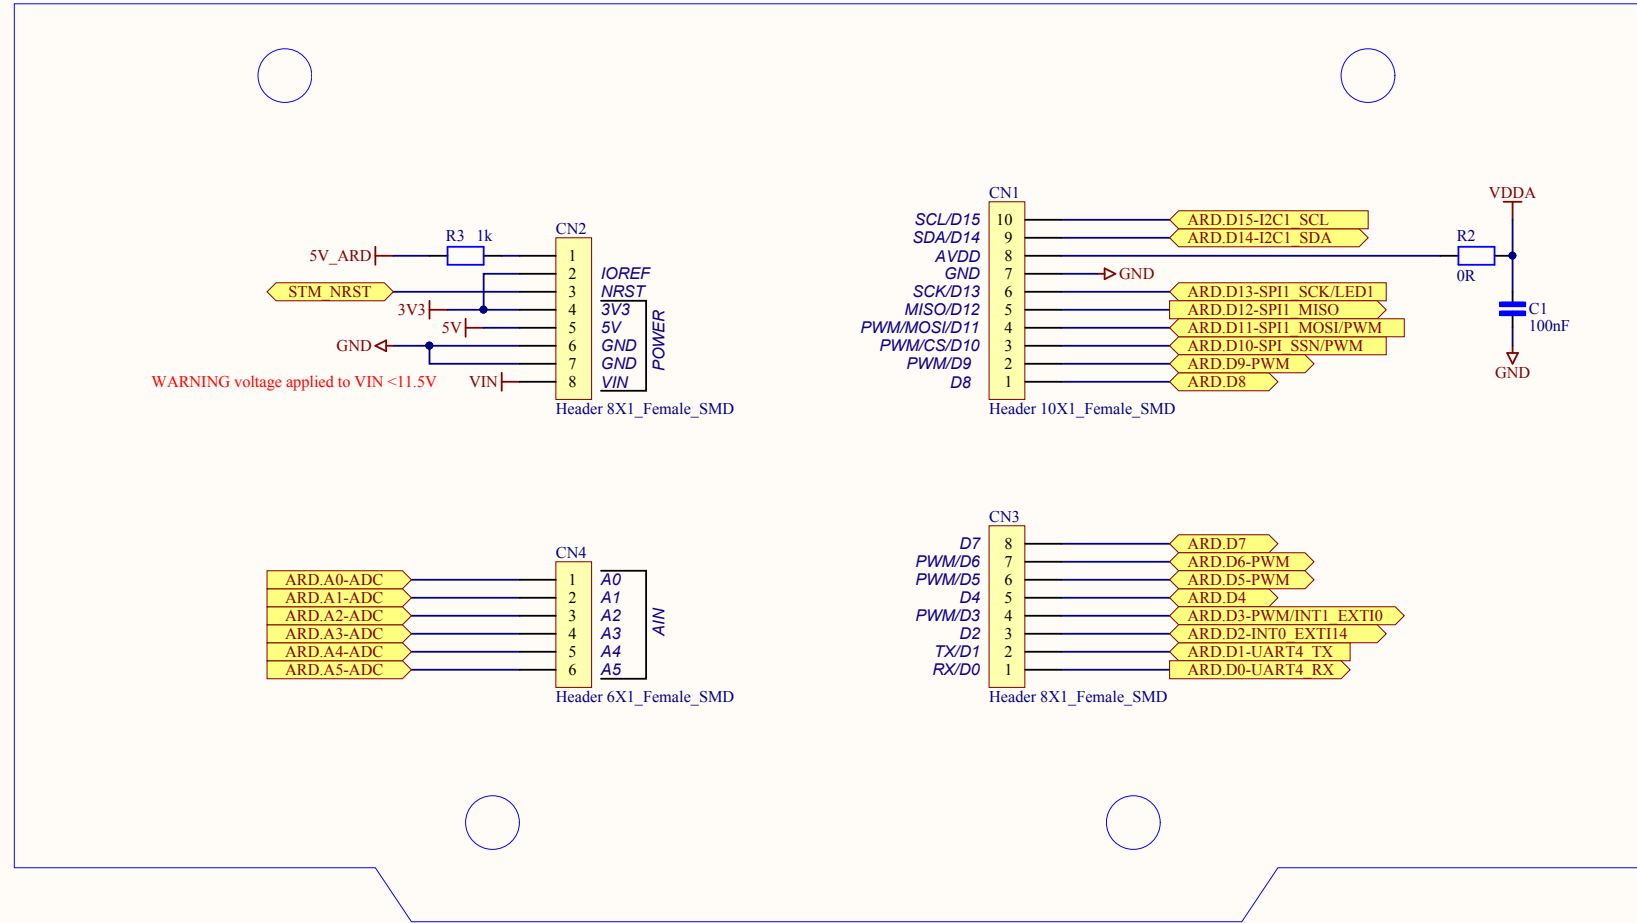 CN2
R3 1k
5V_ARD 1
2 IOREF
STM_NRST 3 NRST
3V3 4 3V3
5V 5 5V
GND 6 GND
7 GND
WARNING voltage applied to VIN <11.5V VIN 8 VIN
POWER
Header 8X1_Female_SMD
CN1
SCL/D15 10 ARD.D15-I2C1_SCL
SDA/D14 9 ARD.D14-I2C1_SDA
AVDD 8
GND 7 GND
SCK/D13 6 ARD.D13-SPI1_SCK/LED1
MISO/D12 5 ARD.D12-SPI1_MISO
PWM/MOSI/D11 4 ARD.D11-SPI1_MOSI/PWM
PWM/CS/D10 3 ARD.D10-SPI_SSN/PWM
PWM/D9 2 ARD.D9-PWM
D8 1 ARD.D8
Header 10X1_Female_SMD
VDDA
R2
0R
C1
100nF
GND
CN4
ARD.A0-ADC 1 A0
ARD.A1-ADC 2 A1
ARD.A2-ADC 3 A2
ARD.A3-ADC 4 A3
ARD.A4-ADC 5 A4
ARD.A5-ADC 6 A5
AIN
Header 6X1_Female_SMD
CN3
D7 8 ARD.D7
PWM/D6 7 ARD.D6-PWM
PWM/D5 6 ARD.D5-PWM
D4 5 ARD.D4
PWM/D3 4 ARD.D3-PWM/INT1_EXTI0
D2 3 ARD.D2-INT0_EXTI14
TX/D1 2 ARD.D1-UART4_TX
RX/D0 1 ARD.D0-UART4_RX
Header 8X1_Female_SMD